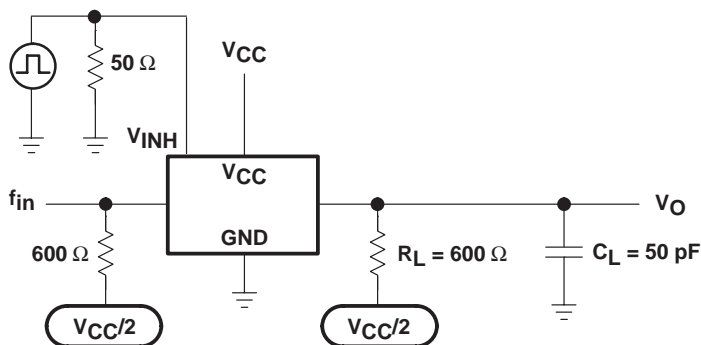 50 Ω
VCC
VINH
VCC
fin
VO
GND
600 Ω
RL = 600 Ω
CL = 50 pF
VCC/2
VCC/2